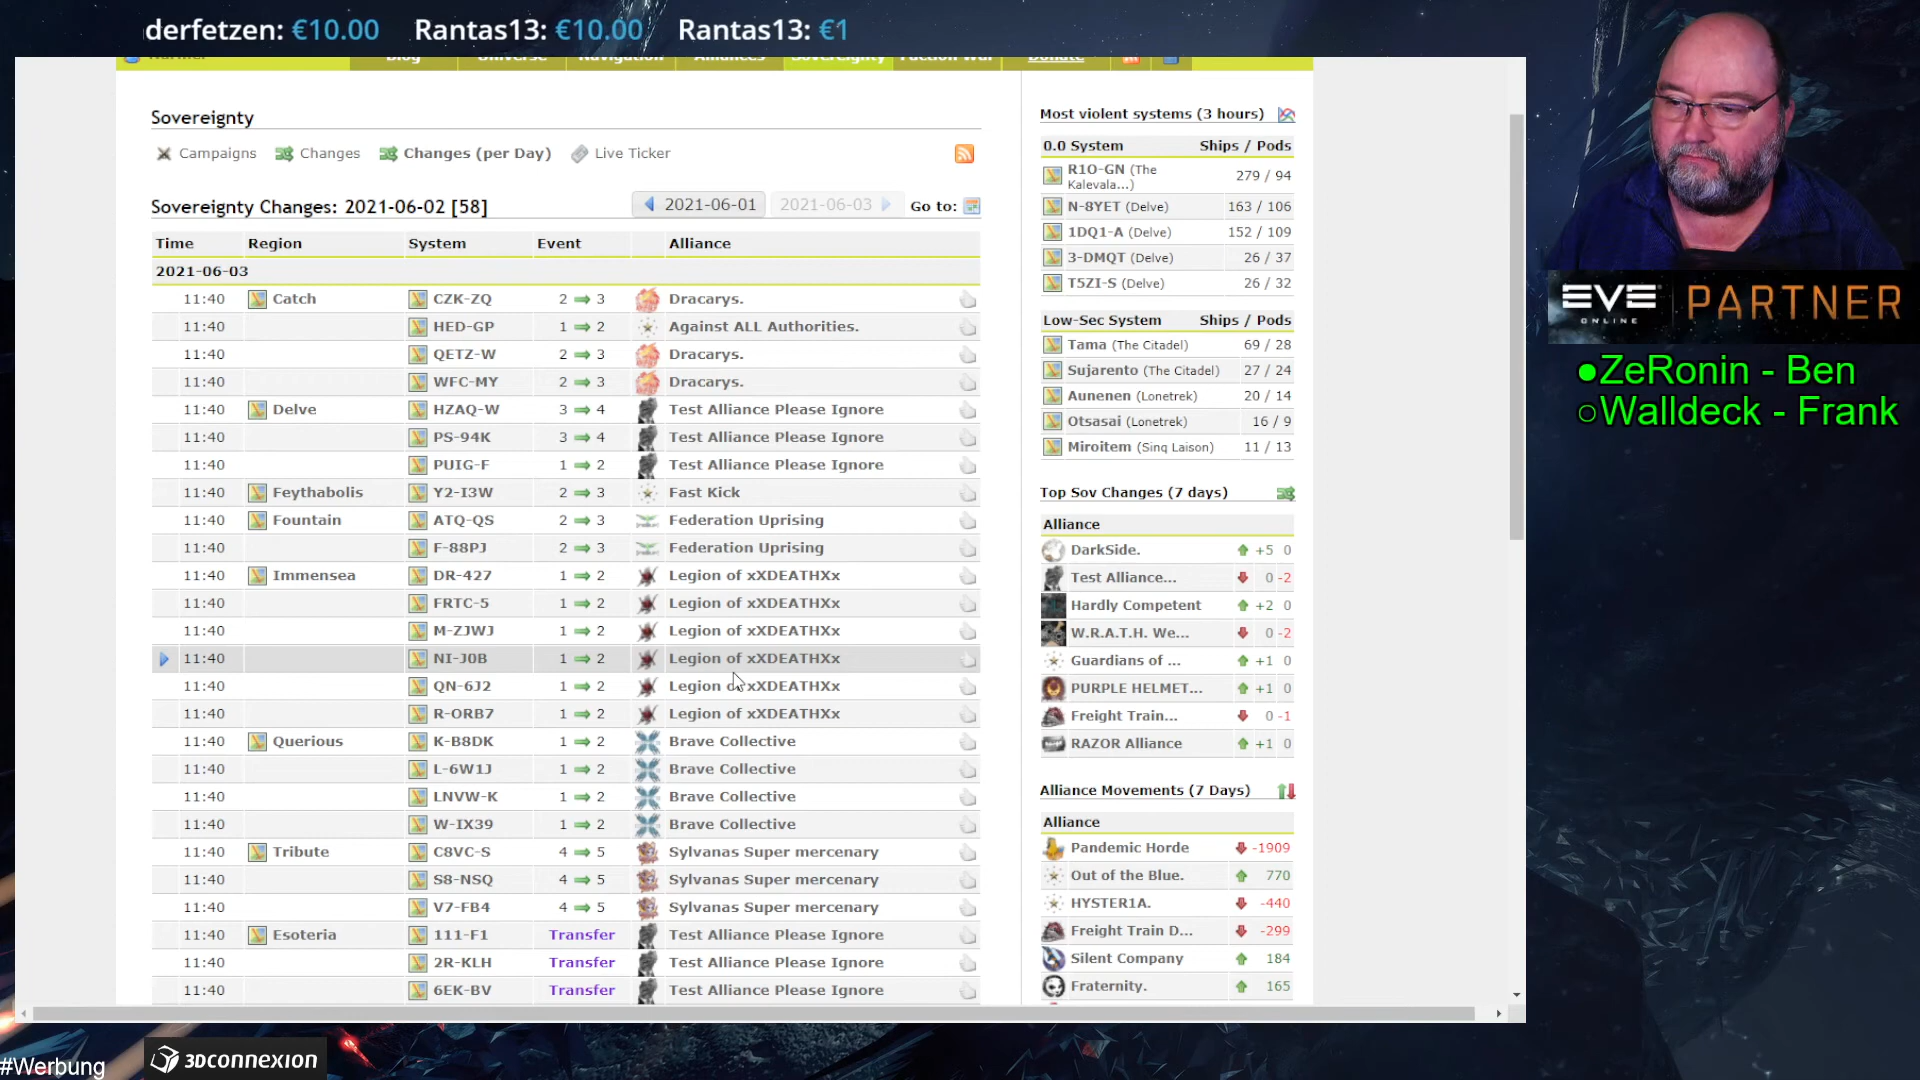 derfetzen: €10.00 Rantas13: €10.00 Rantas13: €1
Blog Universe Navigation Alliances Sovereignty Faction War Donate
Sovereignty
Campaigns Changes Changes (per Day) Live Ticker
Sovereignty Changes: 2021-06-02 [58] 2021-06-01 2021-06-03 Go to:
Time Region System Event Alliance
2021-06-03
11:40 Catch CZK-ZQ 2 3 Dracarys.
11:40 HED-GP 1 2 Against ALL Authorities.
11:40 QETZ-W 2 3 Dracarys.
11:40 WFC-MY 2 3 Dracarys.
11:40 Delve HZAQ-W 3 4 Test Alliance Please Ignore
11:40 PS-94K 3 4 Test Alliance Please Ignore
11:40 PUIG-F 1 2 Test Alliance Please Ignore
11:40 Feythabolis Y2-I3W 2 3 Fast Kick
11:40 Fountain ATQ-QS 2 3 Federation Uprising
11:40 F-88PJ 2 3 Federation Uprising
11:40 Immensea DR-427 1 2 Legion of xXDEATHXx
11:40 FRTC-5 1 2 Legion of xXDEATHXx
11:40 M-ZJWJ 1 2 Legion of xXDEATHXx
11:40 NI-J0B 1 2 Legion of xXDEATHXx
11:40 QN-6J2 1 2 Legion of xXDEATHXx
11:40 R-ORB7 1 2 Legion of xXDEATHXx
11:40 Querious K-B8DK 1 2 Brave Collective
11:40 L-6W1J 1 2 Brave Collective
11:40 LNVW-K 1 2 Brave Collective
11:40 W-IX39 1 2 Brave Collective
11:40 Tribute C8VC-S 4 5 Sylvanas Super mercenary
11:40 S8-NSQ 4 5 Sylvanas Super mercenary
11:40 V7-FB4 4 5 Sylvanas Super mercenary
11:40 Esoteria 111-F1 Transfer Test Alliance Please Ignore
11:40 2R-KLH Transfer Test Alliance Please Ignore
11:40 6EK-BV Transfer Test Alliance Please Ignore
Most violent systems (3 hours)
0.0 System Ships / Pods
R1O-GN (The
Kalevala...) 279 / 94
N-8YET (Delve) 163 / 106
1DQ1-A (Delve) 152 / 109
3-DMQT (Delve) 26 / 37
T5ZI-S (Delve) 26 / 32
Low-Sec System Ships / Pods
Tama (The Citadel) 69 / 28
Sujarento (The Citadel) 27 / 24
Aunenen (Lonetrek) 20 / 14
Otsasai (Lonetrek) 16 / 9
Miroitem (Sinq Laison) 11 / 13
Top Sov Changes (7 days)
Alliance
DarkSide. +5 0
Test Alliance... 0 -2
Hardly Competent +2 0
W.R.A.T.H. We... 0 -2
Guardians of ... +1 0
PURPLE HELMET... +1 0
Freight Train... 0 -1
RAZOR Alliance +1 0
Alliance Movements (7 Days)
Alliance
Pandemic Horde -1909
Out of the Blue. 770
HYSTER1A. -440
Freight Train D... -299
Silent Company 184
Fraternity. 165
EVE ONLINE PARTNER
●ZeRonin - Ben
○Walldeck - Frank
#Werbung 3Dconnexion